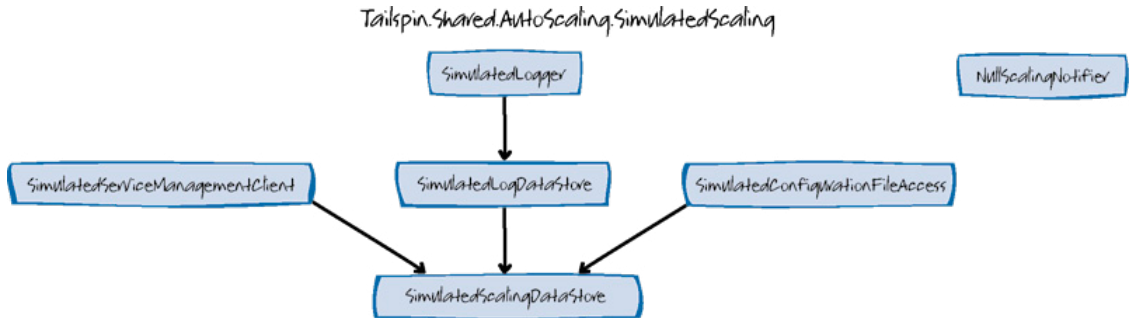 Tailspin.Shared.AutoScaling.SimulatedScaling
SimulatedLogger
NullScalingNotifier
SimulatedServiceManagementClient
SimulatedLogDataStore
SimulatedConfigurationFileAccess
SimulatedScalingDataStore